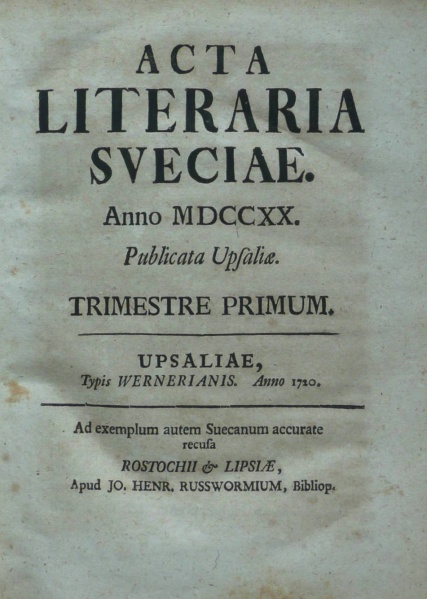 ACTA
LITERARIA
SVECIAE.
Anno MDCCXX.
Publicata Upſaliæ.
TRIMESTRE PRIMUM.
UPSALIAE,
Typis WERNERIANIS. Anno 1720.
Ad exemplum autem Suecanum accurate
recuſa
ROSTOCHII & LIPSIÆ,
Apud JO. HENR. RUSSWORMIUM, Bibliop.